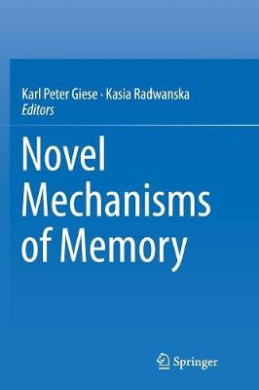 Karl Peter Giese · Kasia Radwanska
Editors
Novel
Mechanisms
of Memory
Springer